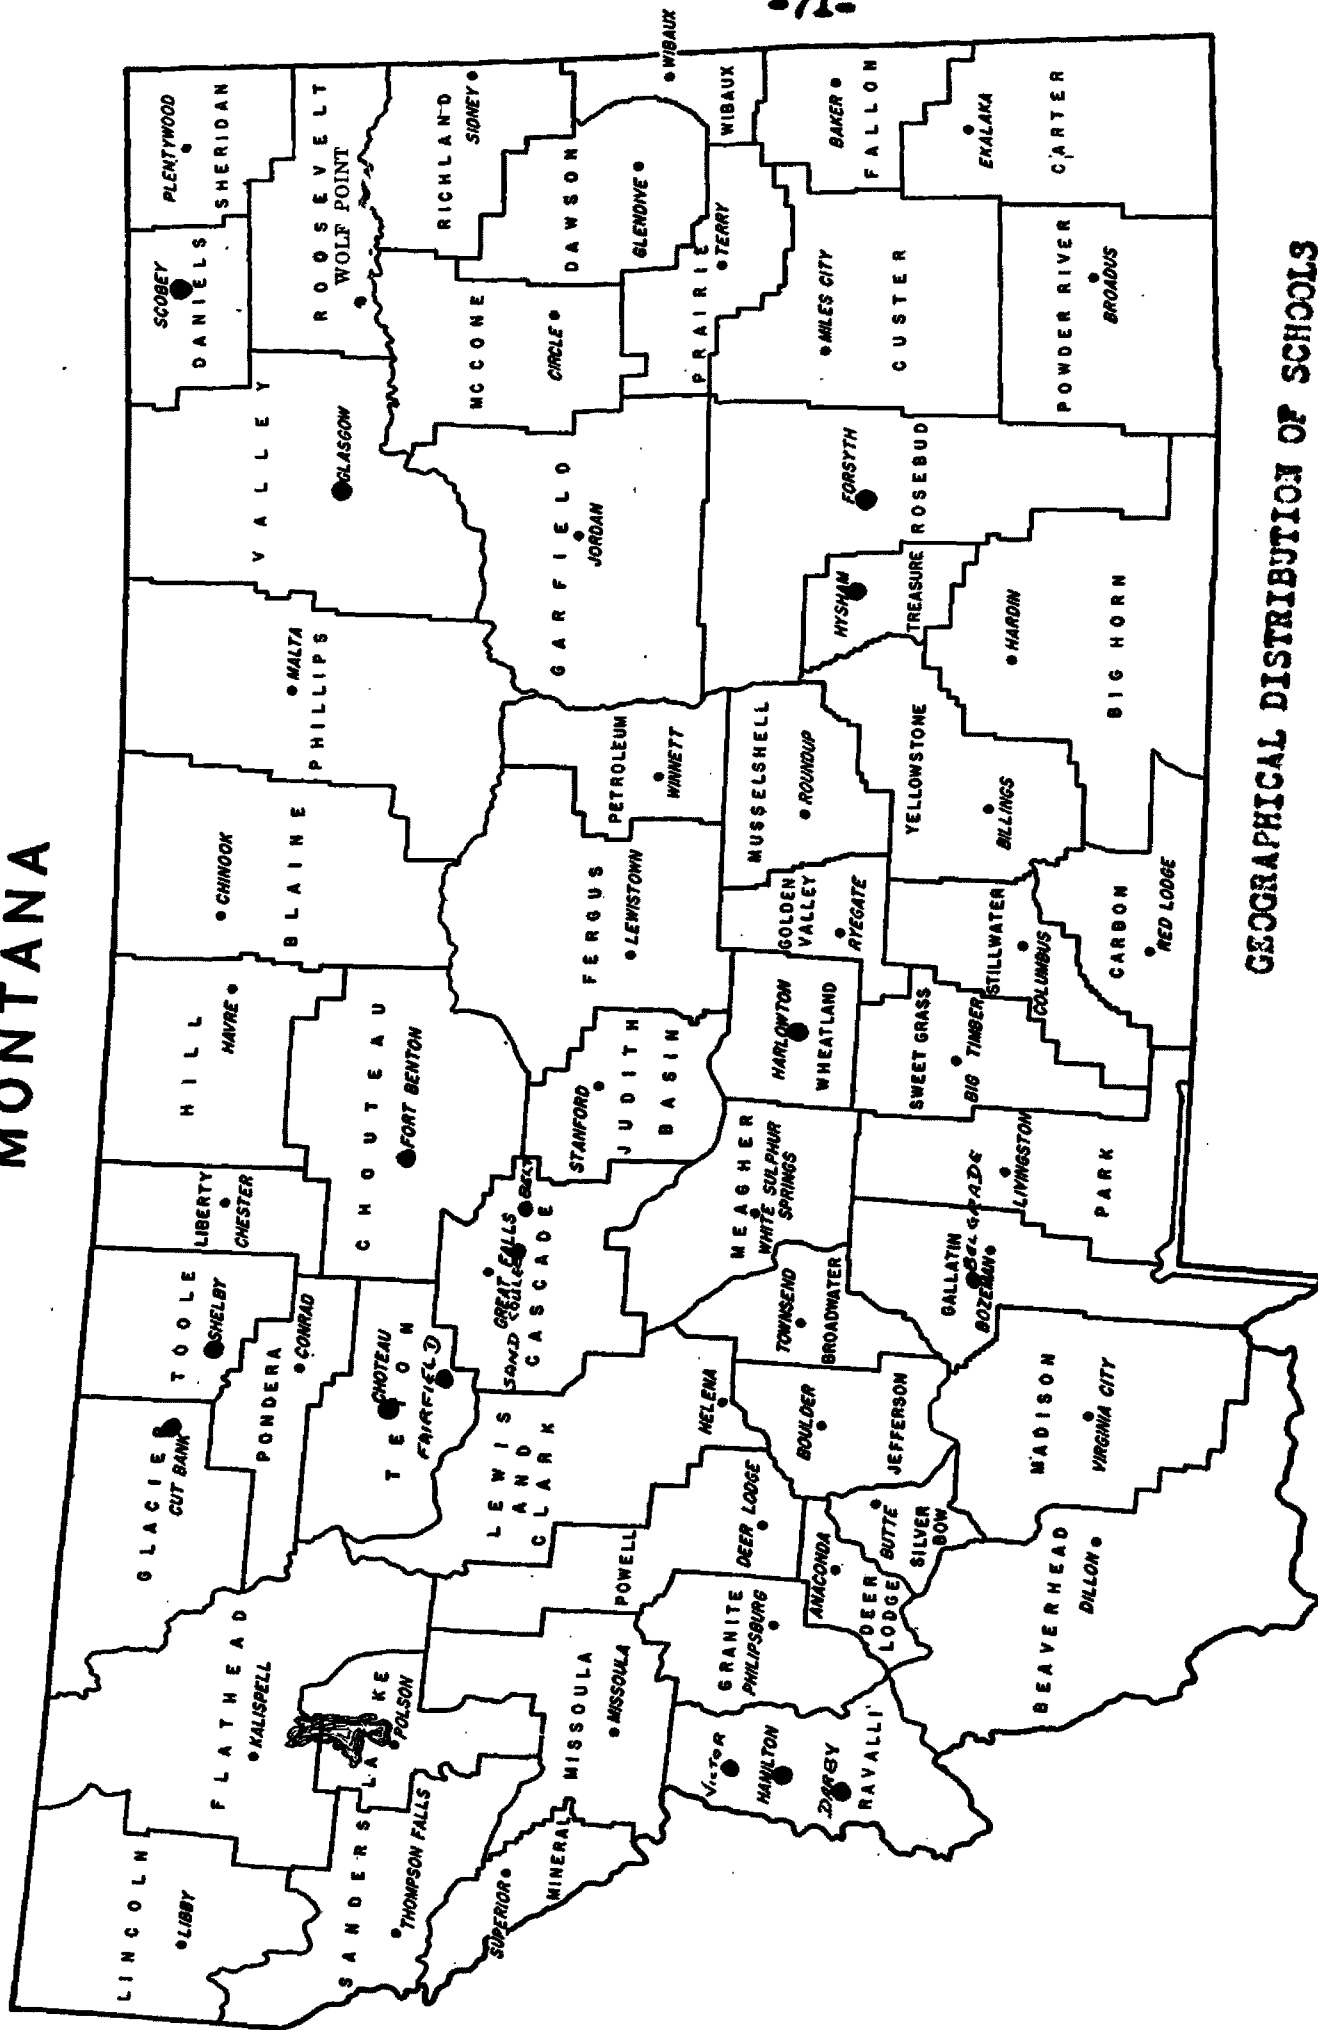 -71-
MONTANA
LINCOLN
LIBBY
FLATHEAD
KALISPELL
GLACIER
CUT BANK
TOOLE
SHELBY
LIBERTY
CHESTER
HILL
HAVRE
BLAINE
CHINOOK
PHILLIPS
MALTA
VALLEY
GLASGOW
DANIELS
SCOBEY
SHERIDAN
PLENTYWOOD
ROOSEVELT
WOLF POINT
SANDERS
THOMPSON FALLS
LAKE
POLSON
PONDERA
CONRAD
TETON
CHOTEAU
FAIRFIELD
CHOUTEAU
FORT BENTON
RICHLAND
SIDNEY
MCCONE
CIRCLE
DAWSON
GLENDIVE
WIBAUX
WIBAUX
GARFIELD
JORDAN
PRAIRIE
TERRY
MINERAL
SUPERIOR
MISSOULA
MISSOULA
POWELL
DEER LODGE
LEWIS
AND
CLARK
HELENA
CASCADE
GREAT FALLS
SAND COULEE
BELT
JUDITH
BASIN
STANFORD
FERGUS
LEWISTOWN
PETROLEUM
WINNETT
GRANITE
PHILIPSBURG
RAVALLI
VICTOR
HAMILTON
DARBY
DEER
LODGE
ANACONDA
SILVER
BOW
BUTTE
JEFFERSON
BOULDER
BROADWATER
TOWNSEND
MEAGHER
WHITE SULPHUR
SPRINGS
WHEATLAND
HARLOWTON
GOLDEN
VALLEY
RYEGATE
MUSSELSHELL
ROUNDUP
TREASURE
HYSHAM
ROSEBUD
FORSYTH
CUSTER
MILES CITY
FALLON
BAKER
BEAVERHEAD
DILLON
MADISON
VIRGINIA CITY
GALLATIN
BELGRADE
BOZEMAN
PARK
LIVINGSTON
SWEET GRASS
BIG TIMBER
STILLWATER
COLUMBUS
CARBON
RED LODGE
YELLOWSTONE
BILLINGS
BIG HORN
HARDIN
POWDER RIVER
BROADUS
CARTER
EKALAKA
GEOGRAPHICAL DISTRIBUTION OF SCHOOLS